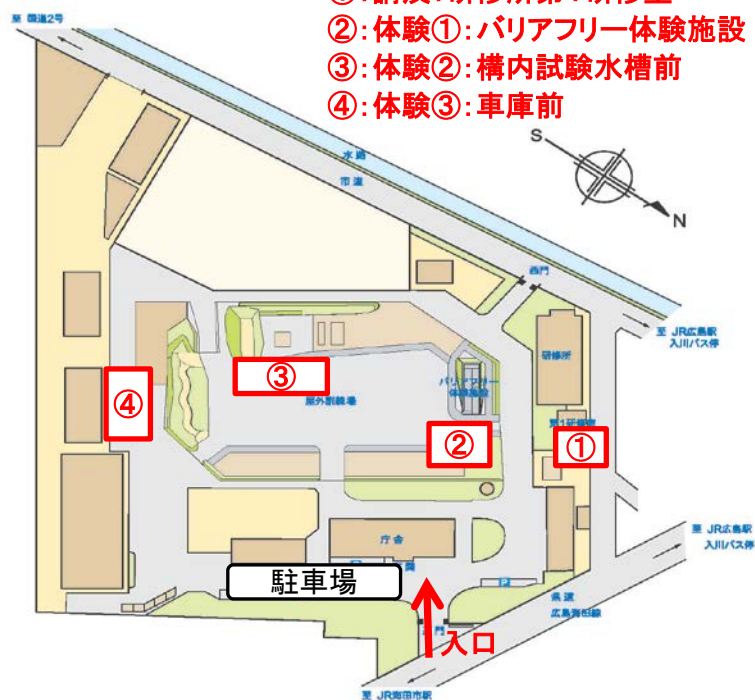 至 国道2号
②:体験①:バリアフリー体験施設
③:体験②:構内試験水槽前
④:体験③:車庫前
S
N
水路
市道
西門
至 JR広島駅
入川バス停
研修所
バリアフリー
体験施設
③
④
屋外訓練場
②
第1研修室
①
庁舎
至 JR広島駅
入川バス停
駐車場
P
県道
広島海田線
入口
至 JR海田市駅